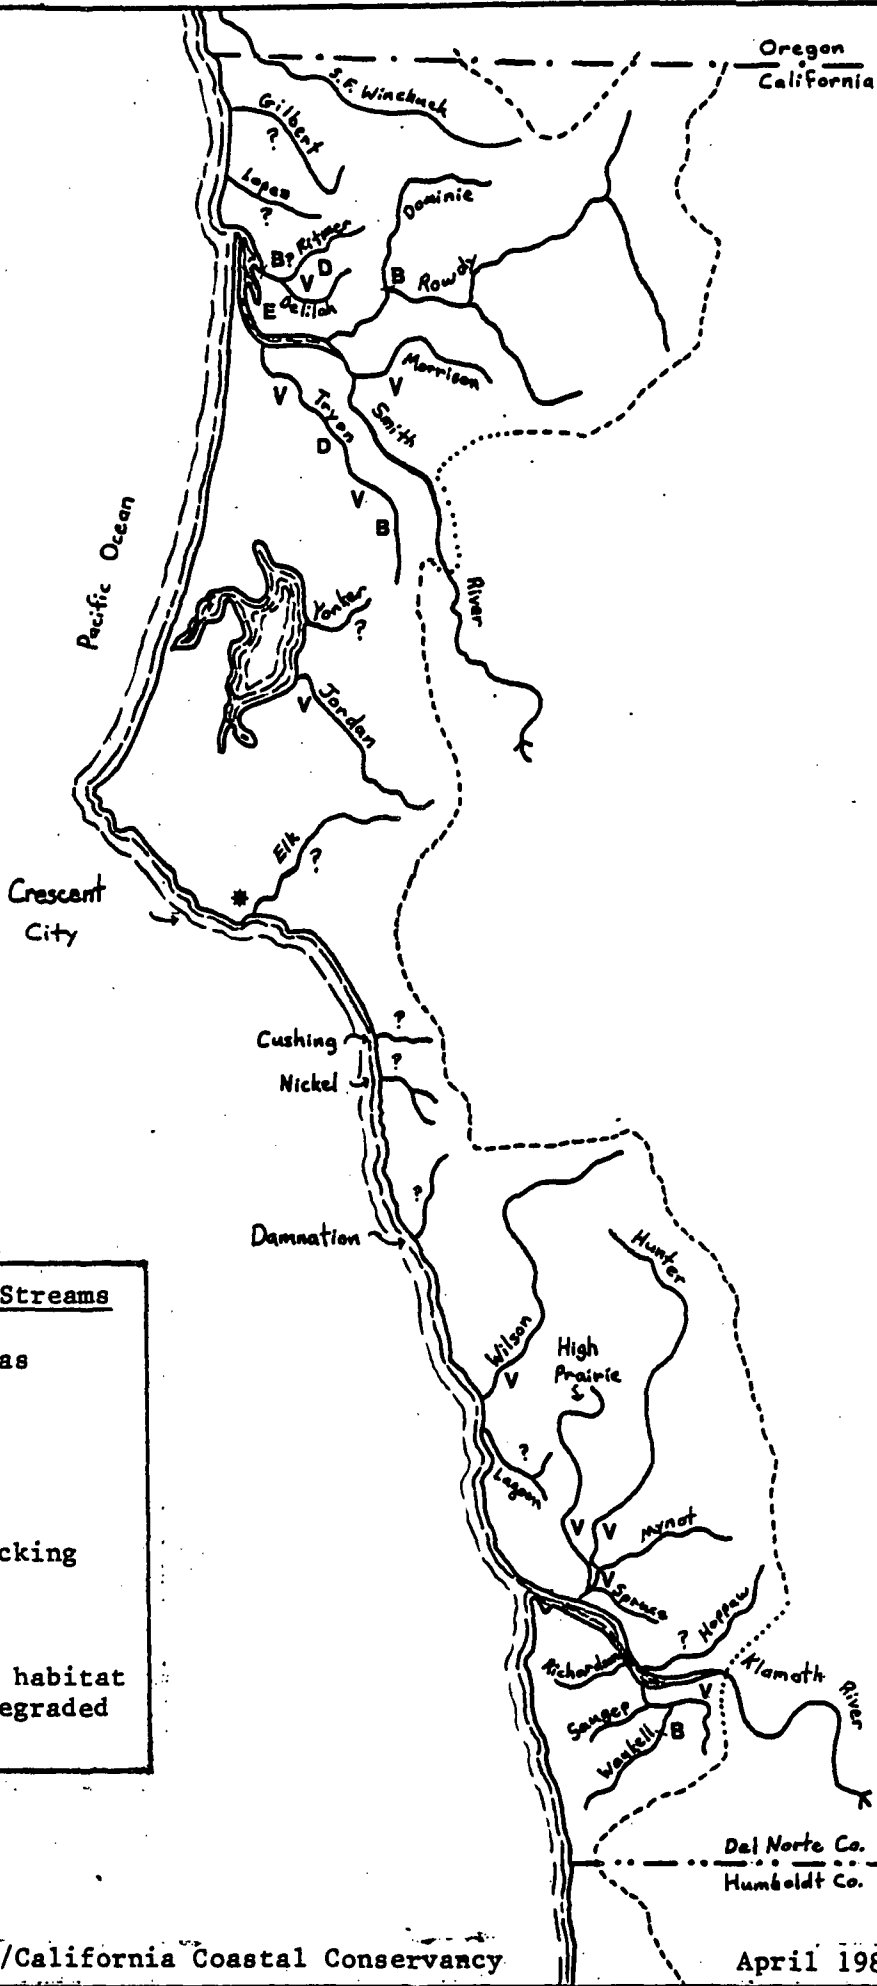 Oregon
California
S.F. Winchuck
Gilbert
?
Lopez
?
Dominie
Ritmer
B?
D
V
Delilah
E
B
Rowdy
Morrison
V
V
Tryon
Smith
D
V
B
River
Pacific Ocean
Yonker
?
V
Jordan
Elk
?
*
Crescent
City
?
Cushing
?
Nickel
?
Damnation
Streams
as
cking
habitat
egraded
Hunter
Wilson
V
High
Prairie
?
Lagoon
V
V
Mynot
V
Spruce
?
Hoppaw
Richardson
Klamath
River
V
Saugep
B
Waukell
Del Norte Co.
Humboldt Co.
/California Coastal Conservancy
April 198